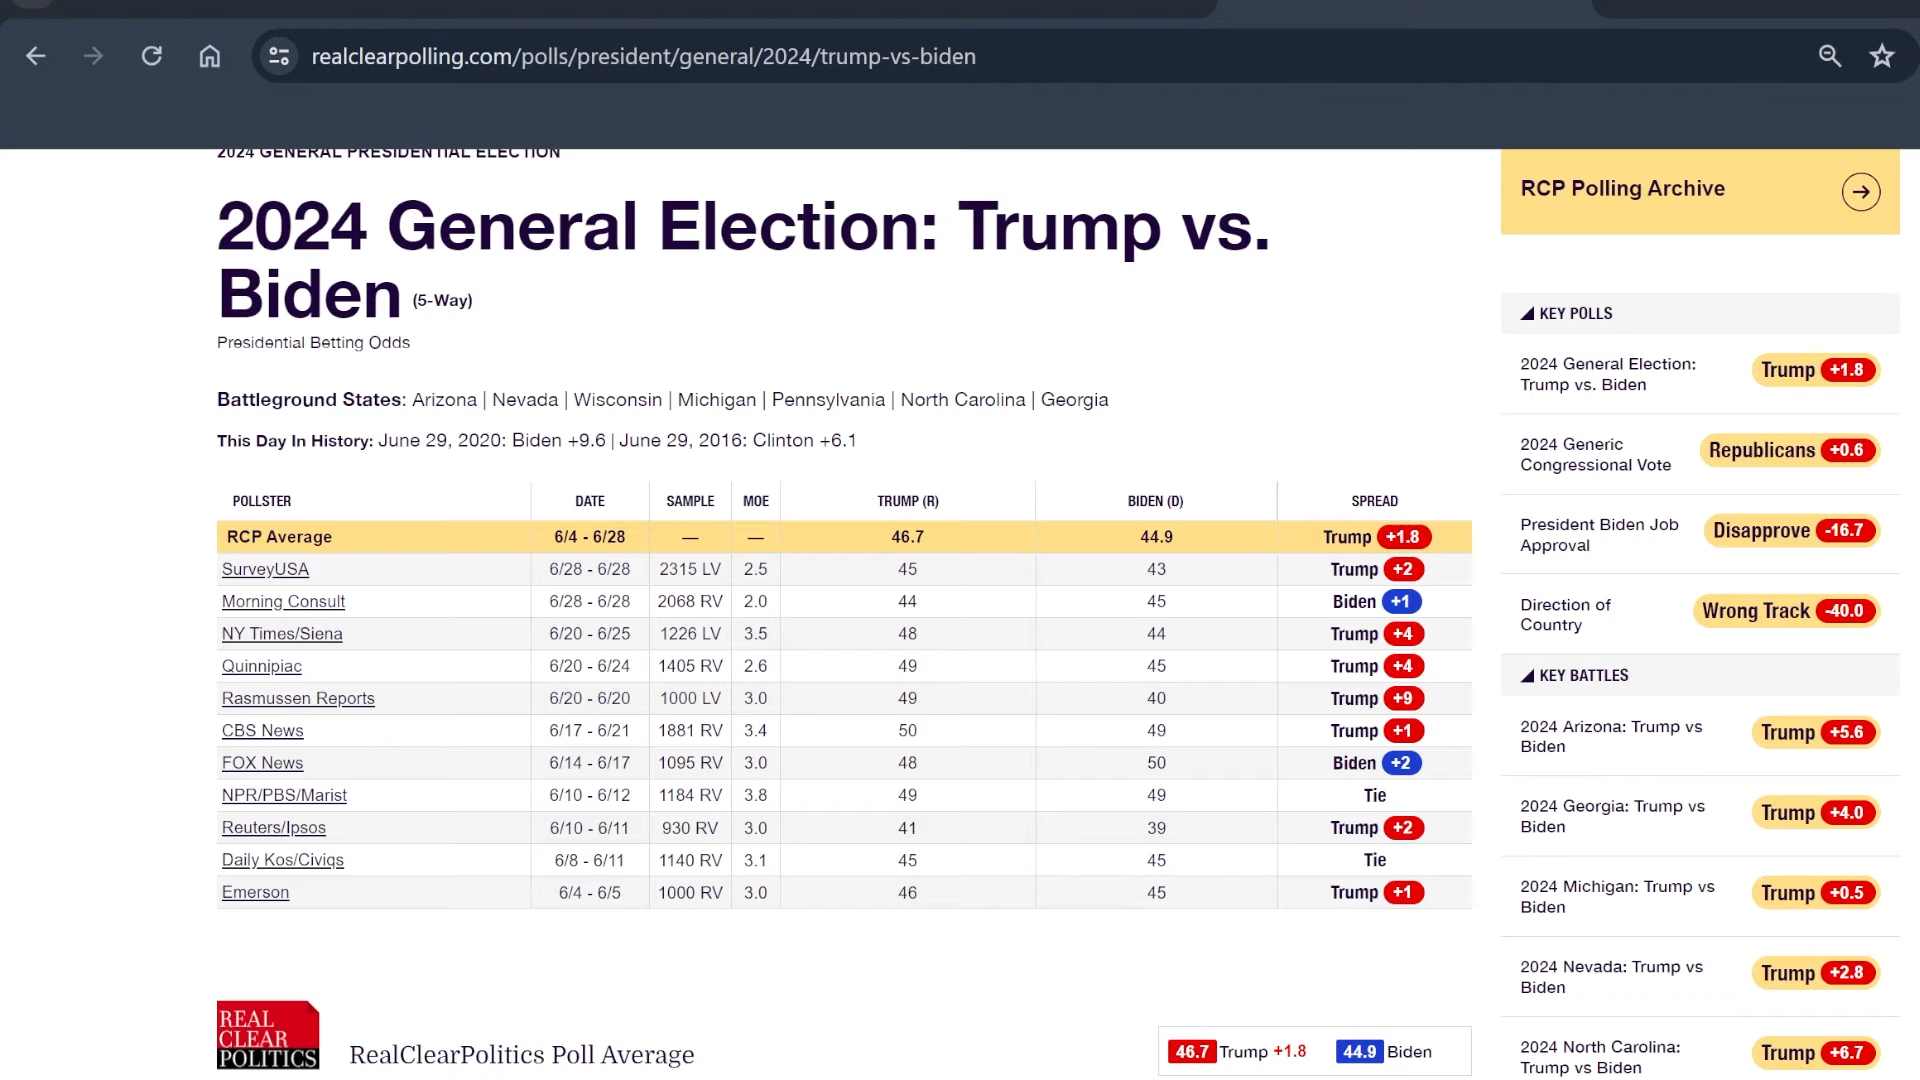 realclearpolling.com/polls/president/general/2024/trump-vs-biden
2024 GENERAL PRESIDENTIAL ELECTION
2024 General Election: Trump vs.
Biden (5-Way)
Presidential Betting Odds
Battleground States: Arizona | Nevada | Wisconsin | Michigan | Pennsylvania | North Carolina | Georgia
This Day In History: June 29, 2020: Biden +9.6 | June 29, 2016: Clinton +6.1
POLLSTER DATE SAMPLE MOE TRUMP (R) BIDEN (D) SPREAD
RCP Average 6/4 - 6/28 — — 46.7 44.9 Trump +1.8
SurveyUSA 6/28 - 6/28 2315 LV 2.5 45 43 Trump +2
Morning Consult 6/28 - 6/28 2068 RV 2.0 44 45 Biden +1
NY Times/Siena 6/20 - 6/25 1226 LV 3.5 48 44 Trump +4
Quinnipiac 6/20 - 6/24 1405 RV 2.6 49 45 Trump +4
Rasmussen Reports 6/20 - 6/20 1000 LV 3.0 49 40 Trump +9
CBS News 6/17 - 6/21 1881 RV 3.4 50 49 Trump +1
FOX News 6/14 - 6/17 1095 RV 3.0 48 50 Biden +2
NPR/PBS/Marist 6/10 - 6/12 1184 RV 3.8 49 49 Tie
Reuters/Ipsos 6/10 - 6/11 930 RV 3.0 41 39 Trump +2
Daily Kos/Civiqs 6/8 - 6/11 1140 RV 3.1 45 45 Tie
Emerson 6/4 - 6/5 1000 RV 3.0 46 45 Trump +1
REAL
CLEAR
POLITICS
RealClearPolitics Poll Average
46.7 Trump +1.8 44.9 Biden
RCP Polling Archive
KEY POLLS
2024 General Election:
Trump vs. Biden
Trump +1.8
2024 Generic
Congressional Vote
Republicans +0.6
President Biden Job
Approval
Disapprove -16.7
Direction of
Country
Wrong Track -40.0
KEY BATTLES
2024 Arizona: Trump vs
Biden
Trump +5.6
2024 Georgia: Trump vs
Biden
Trump +4.0
2024 Michigan: Trump vs
Biden
Trump +0.5
2024 Nevada: Trump vs
Biden
Trump +2.8
2024 North Carolina:
Trump vs Biden
Trump +6.7